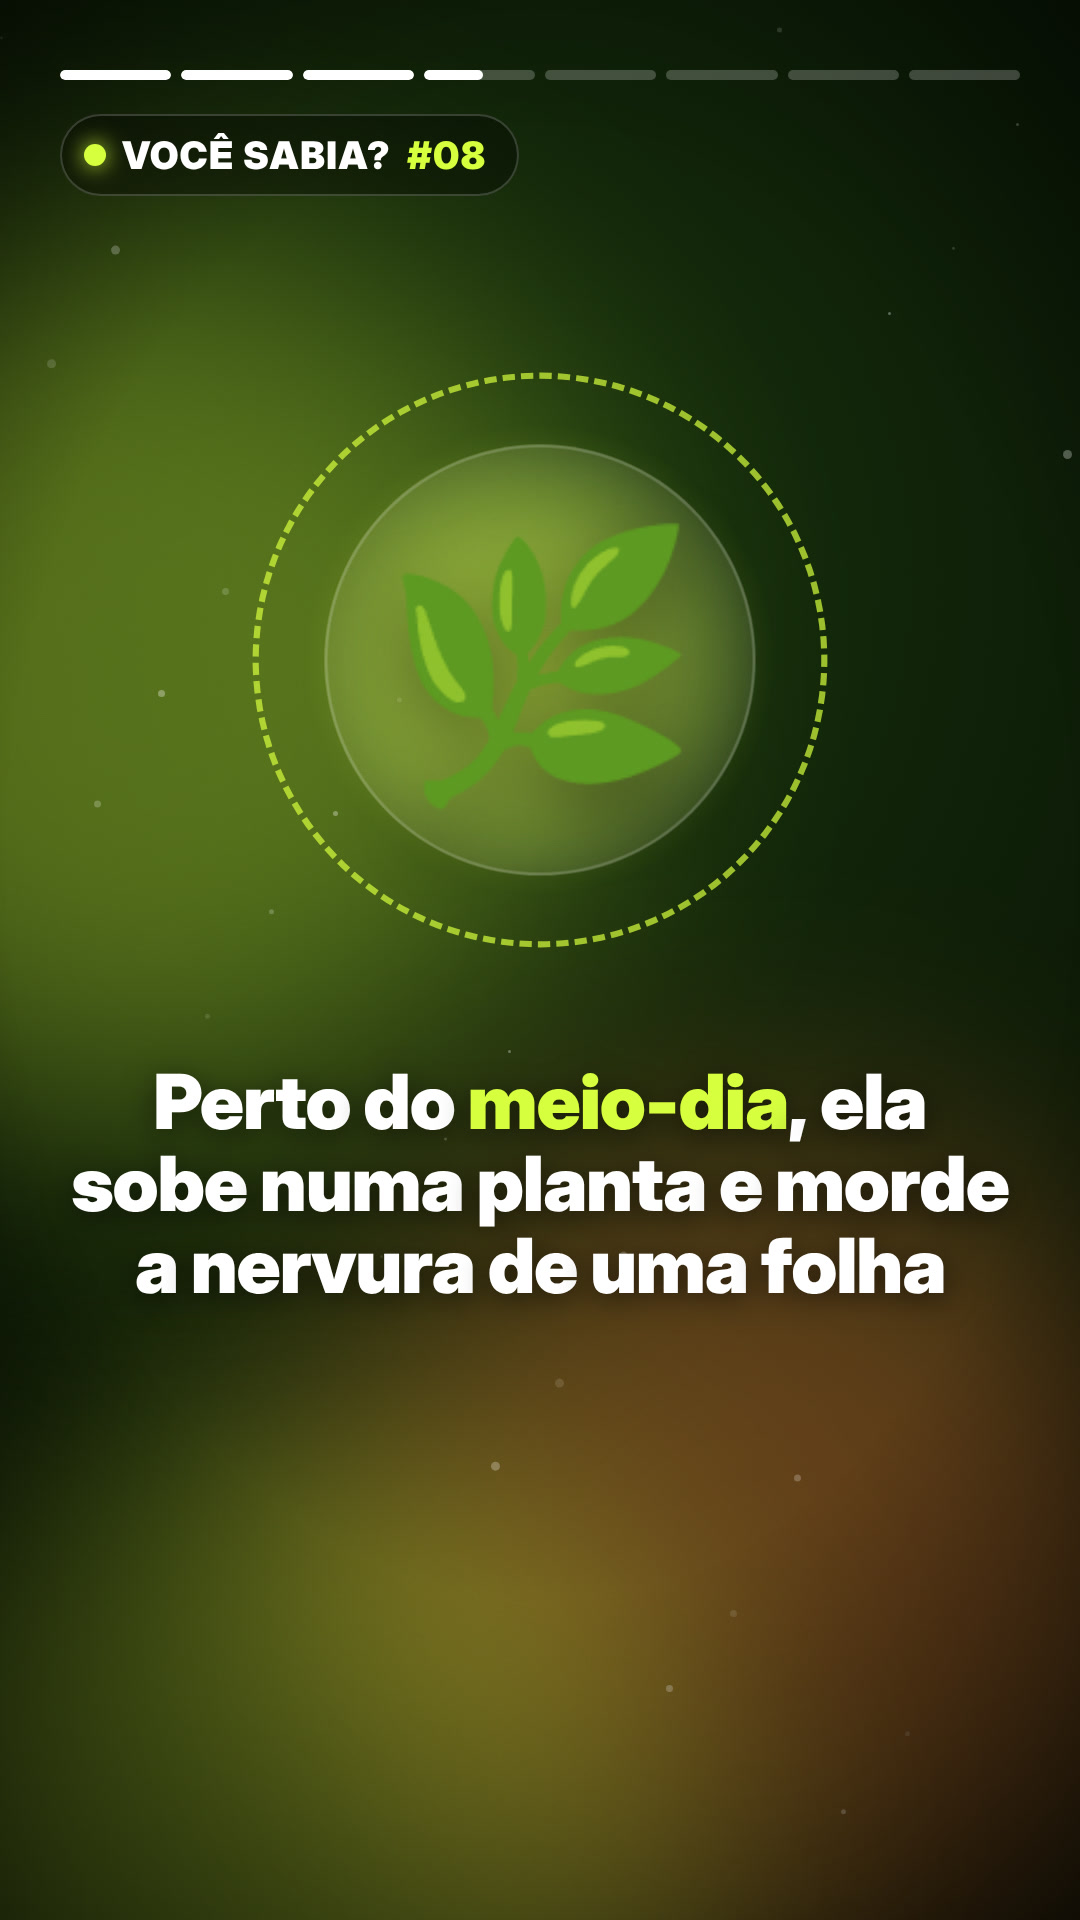 VOCÊ SABIA? #08
Perto do meio-dia, ela
sobe numa planta e morde
a nervura de uma folha